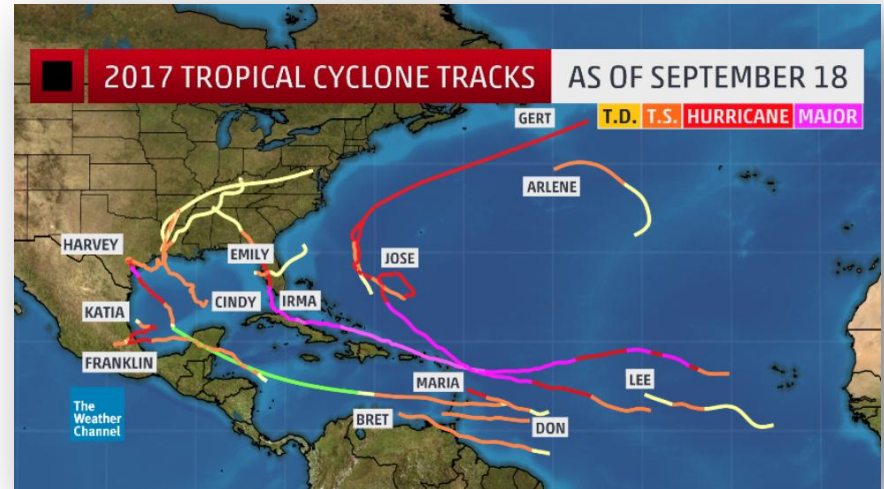 2017 TROPICAL CYCLONE TRACKS
AS OF SEPTEMBER 18
GERT
T.D. T.S. HURRICANE MAJOR
ARLENE
HARVEY
EMILY
JOSE
CINDY
IRMA
KATIA
FRANKLIN
MARIA
LEE
BRET
DON
The
Weather
Channel